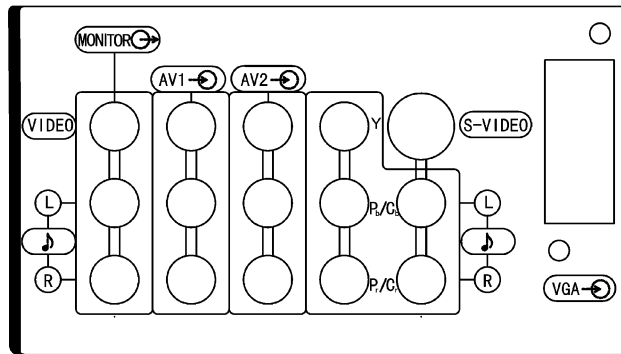 MONITOR
AV1
AV2
VIDEO
Y
S-VIDEO
L
Pb/Cb
L
R
Pr/Cr
R
VGA